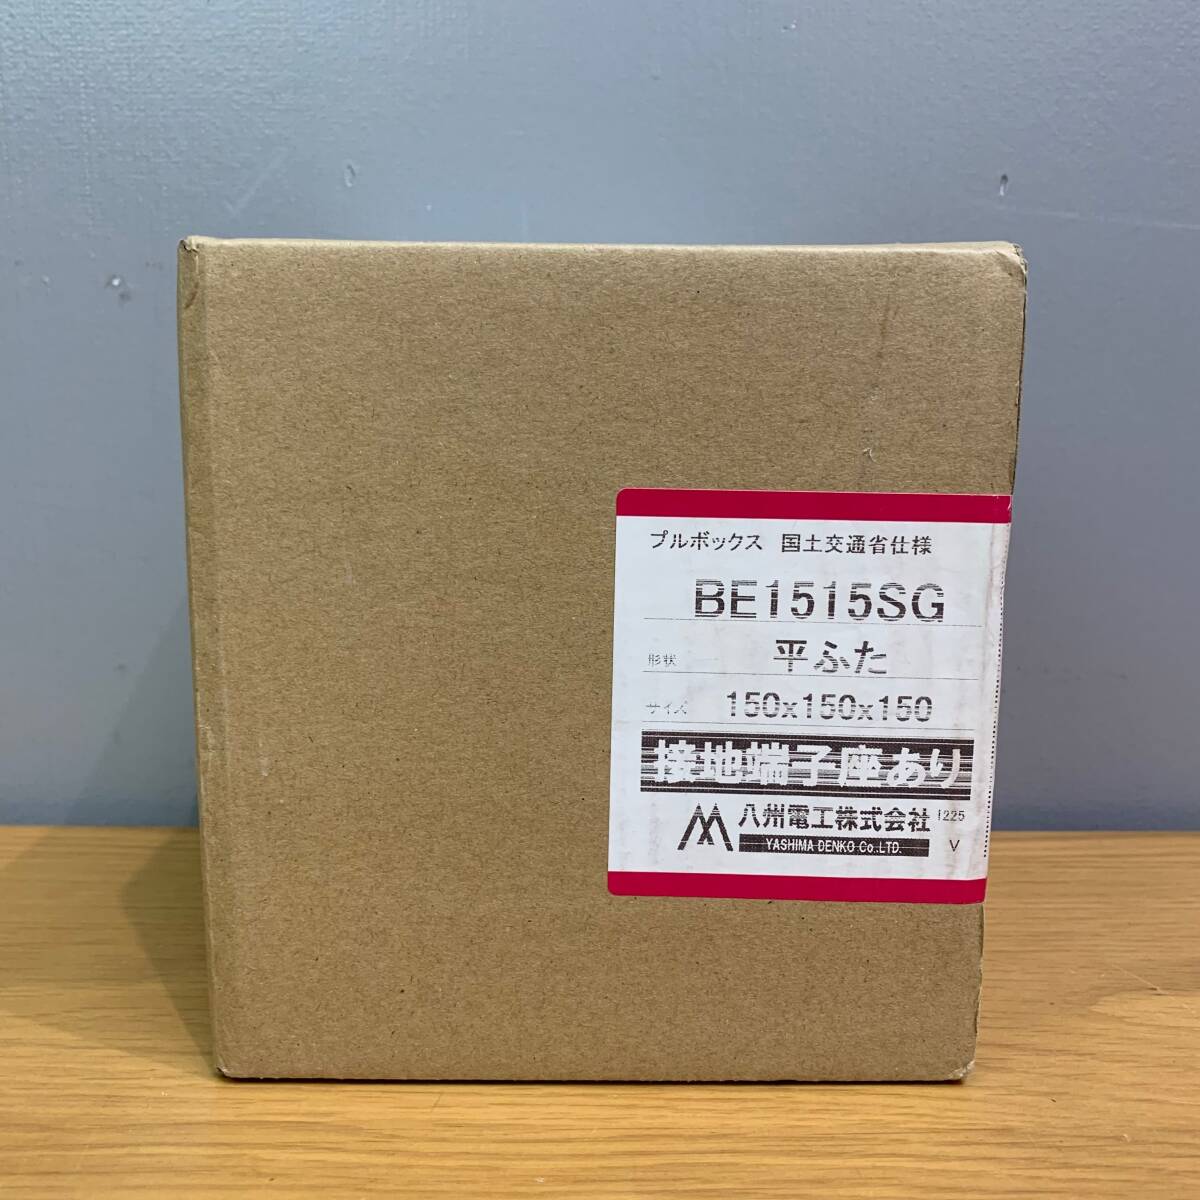 プルボックス 国土交通省仕様
BE1515SG
形状 平ふた
サイズ 150x150x150
接地端子座あり
八州電工株式会社 1225
YASHIMA DENKO Co.,LTD. V